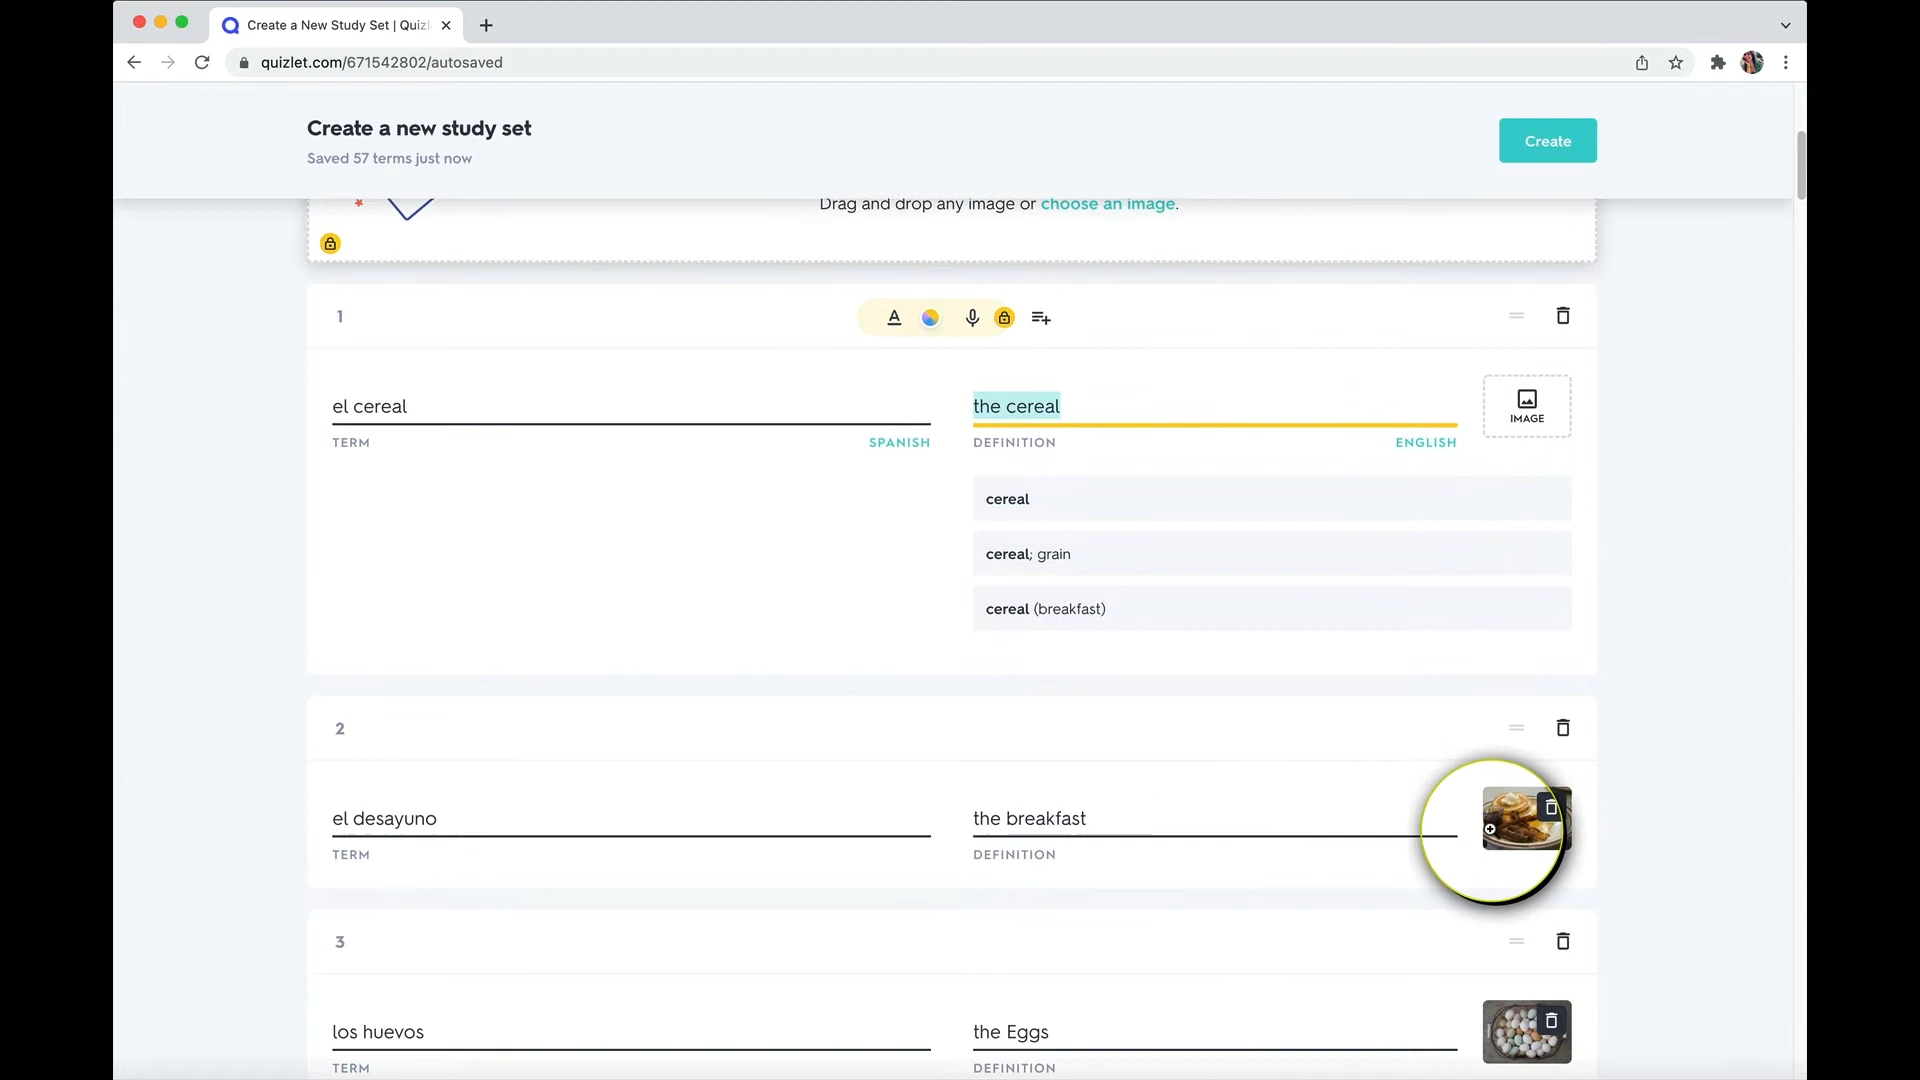 Create a New Study Set | Quizl
quizlet.com/671542802/autosaved
Create a new study set
Saved 57 terms just now
Create
Drag and drop any image or choose an image.
1
el cereal
the cereal
IMAGE
TERM
SPANISH
DEFINITION
ENGLISH
cereal
cereal; grain
cereal (breakfast)
2
el desayuno
the breakfast
TERM
DEFINITION
3
los huevos
the Eggs
TERM
DEFINITION